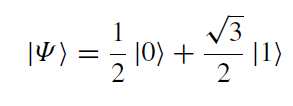 |Ψ⟩ = 1/2 |0⟩ + √3/2 |1⟩